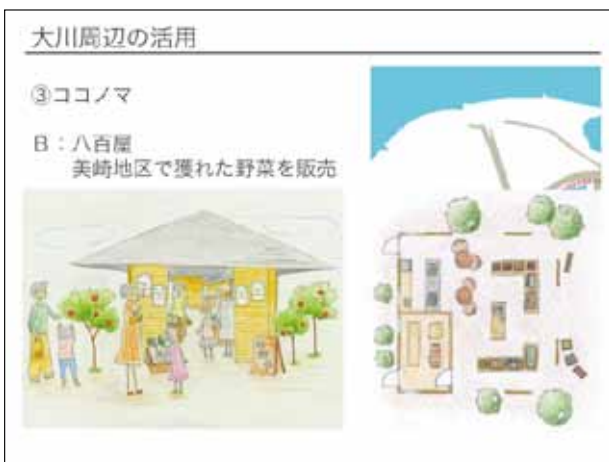 大川周辺の活用
③ココノマ
B：八百屋
美崎地区で獲れた野菜を販売